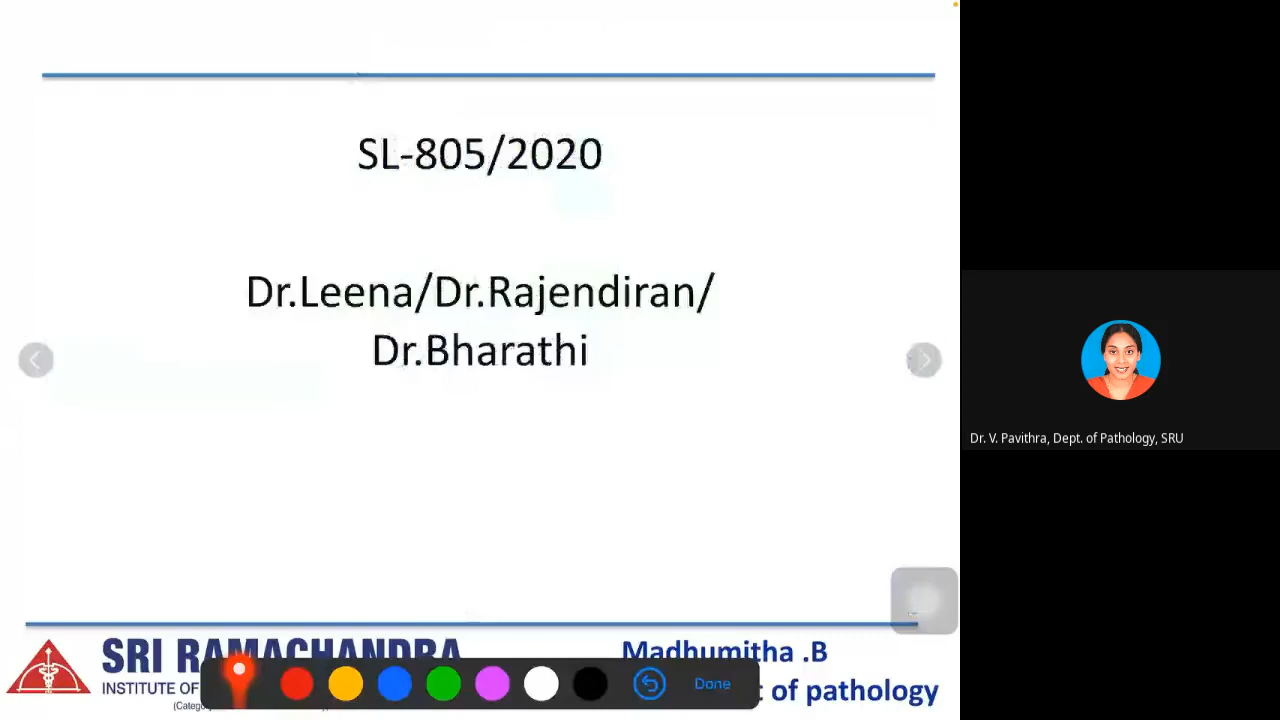 SL-805/2020
Dr.Leena/Dr.Rajendiran/
Dr.Bharathi
Dr. V. Pavithra, Dept. of Pathology, SRU
SRI RAMACHANDRA
Madhumitha .B
INSTITUTE OF
of pathology
Done